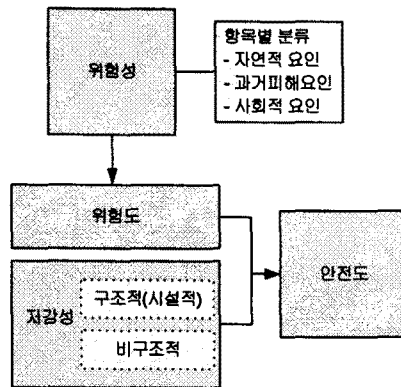 위험성
항목별 분류
- 자연적 요인
- 과거피해요인
- 사회적 요인
위험도
안전도
저감성
구조적(시설적)
비구조적